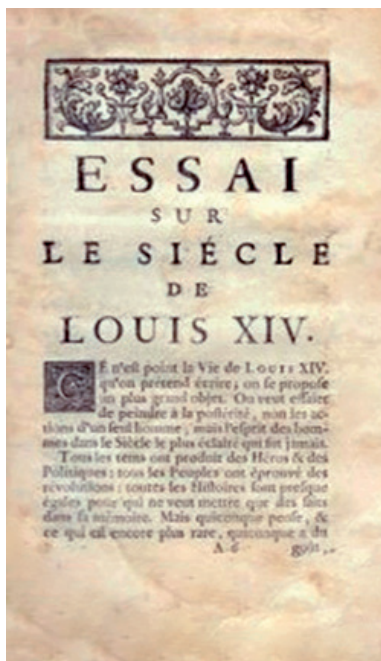 ESSAI
SUR
LE SIÉCLE
DE
LOUIS XIV.
CE n'est point la Vie de LOUIS XIV.
qu'on prétend écrire; on se propose
un plus grand objet. On veut essaier
de peindre à la postérité, non les ac-
tions d'un seul homme; mais l'esprit des hom-
mes dans le Siécle le plus éclairé qui fut jamais.
Tous les tems ont produit des Héros & des
Politiques: tous les Peuples ont éprouvé des
révolutions: toutes les Histoires sont presque
égales pour qui ne veut mettre que des faits
dans sa mémoire. Mais quiconque pense, &
ce qui est encore plus rare, quiconque a du
A 6 goût,